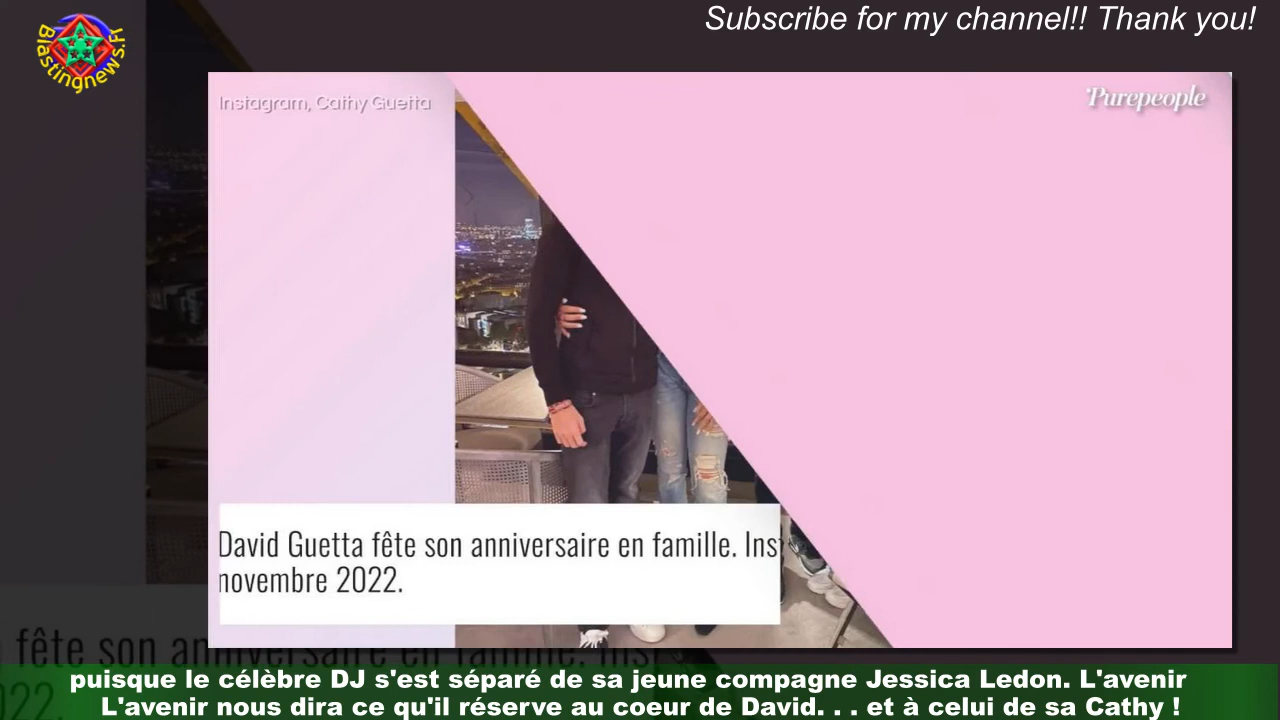 Subscribe for my channel!! Thank you!
Blastingnews.Fr
Instagram, Cathy Guetta
Purepeople
David Guetta fête son anniversaire en famille. Ins
novembre 2022.
fête son anniversaire en famille. Ins
022.
puisque le célèbre DJ s'est séparé de sa jeune compagne Jessica Ledon. L'avenir
L'avenir nous dira ce qu'il réserve au coeur de David. . . et à celui de sa Cathy !